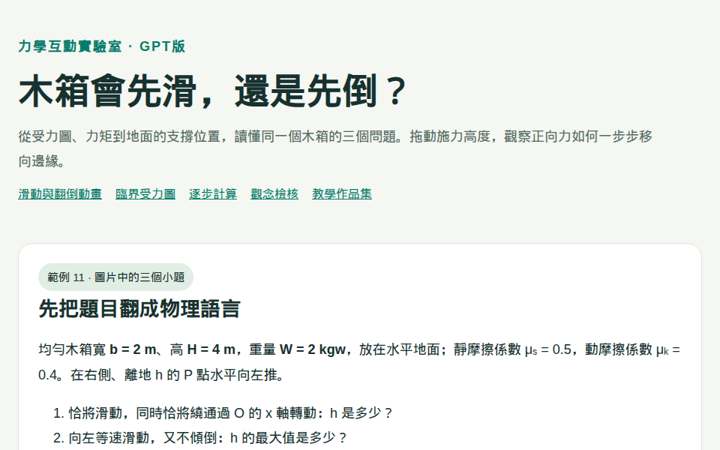 力學互動實驗室 · GPT版
木箱會先滑，還是先倒？
從受力圖、力矩到地面的支撐位置，讀懂同一個木箱的三個問題。拖動施力高度，觀察正向力如何一步步移
向邊緣。
滑動與翻倒動畫 臨界受力圖 逐步計算 觀念檢核 教學作品集
範例 11 · 圖片中的三個小題
先把題目翻成物理語言
均勻木箱寬 b = 2 m、高 H = 4 m，重量 W = 2 kgw，放在水平地面；靜摩擦係數 μₛ = 0.5，動摩擦係數 μₖ =
0.4。在右側、離地 h 的 P 點水平向左推。
1. 恰將滑動，同時恰將繞通過 O 的 x 軸轉動：h 是多少？
2. 向左等速滑動，又不傾倒：h 的最大值是多少？